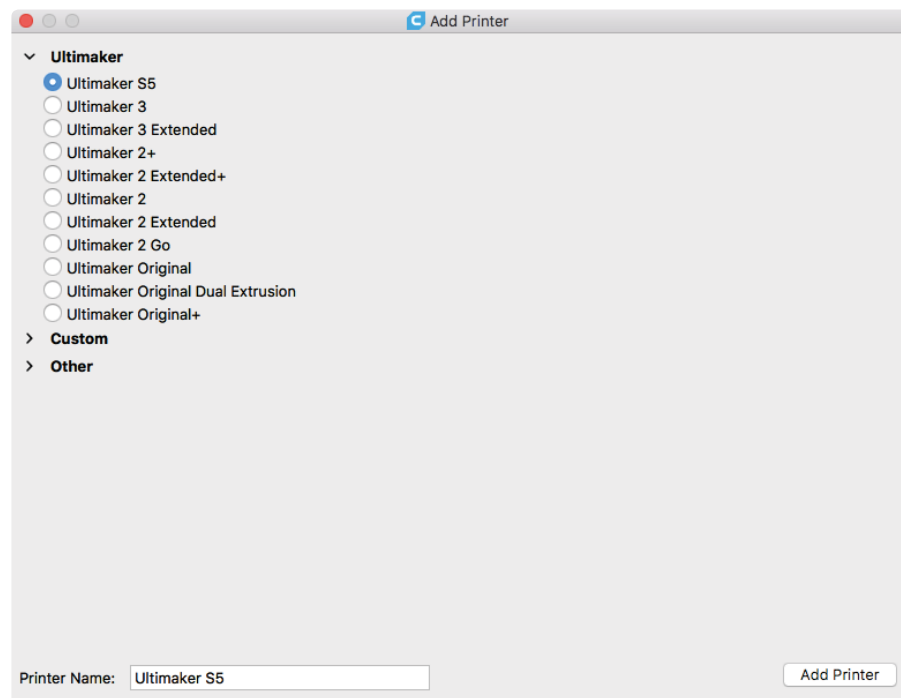 Add Printer
Ultimaker
Ultimaker S5
Ultimaker 3
Ultimaker 3 Extended
Ultimaker 2+
Ultimaker 2 Extended+
Ultimaker 2
Ultimaker 2 Extended
Ultimaker 2 Go
Ultimaker Original
Ultimaker Original Dual Extrusion
Ultimaker Original+
Custom
Other
Printer Name: Ultimaker S5 Add Printer